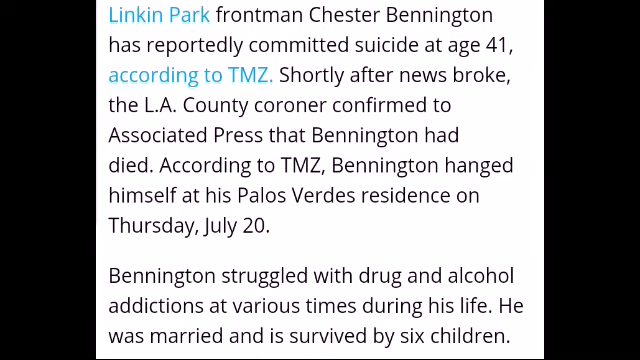 Linkin Park frontman Chester Bennington
has reportedly committed suicide at age 41,
according to TMZ. Shortly after news broke,
the L.A. County coroner confirmed to
Associated Press that Bennington had
died. According to TMZ, Bennington hanged
himself at his Palos Verdes residence on
Thursday, July 20.
Bennington struggled with drug and alcohol
addictions at various times during his life. He
was married and is survived by six children.